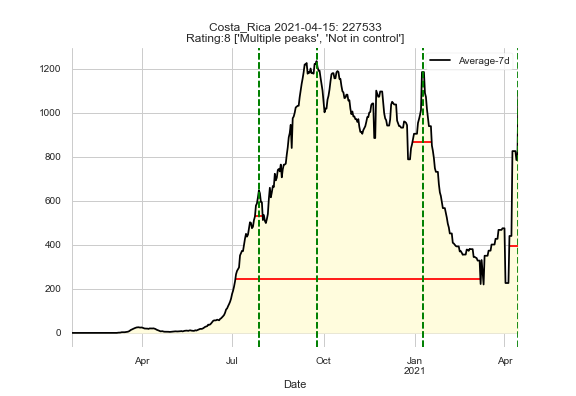 Costa_Rica 2021-04-15: 227533
Rating:8 ['Multiple peaks', 'Not in control']
Average-7d
1200
1000
800
600
400
200
0
Apr
Jul
Oct
Jan
2021
Apr
Date